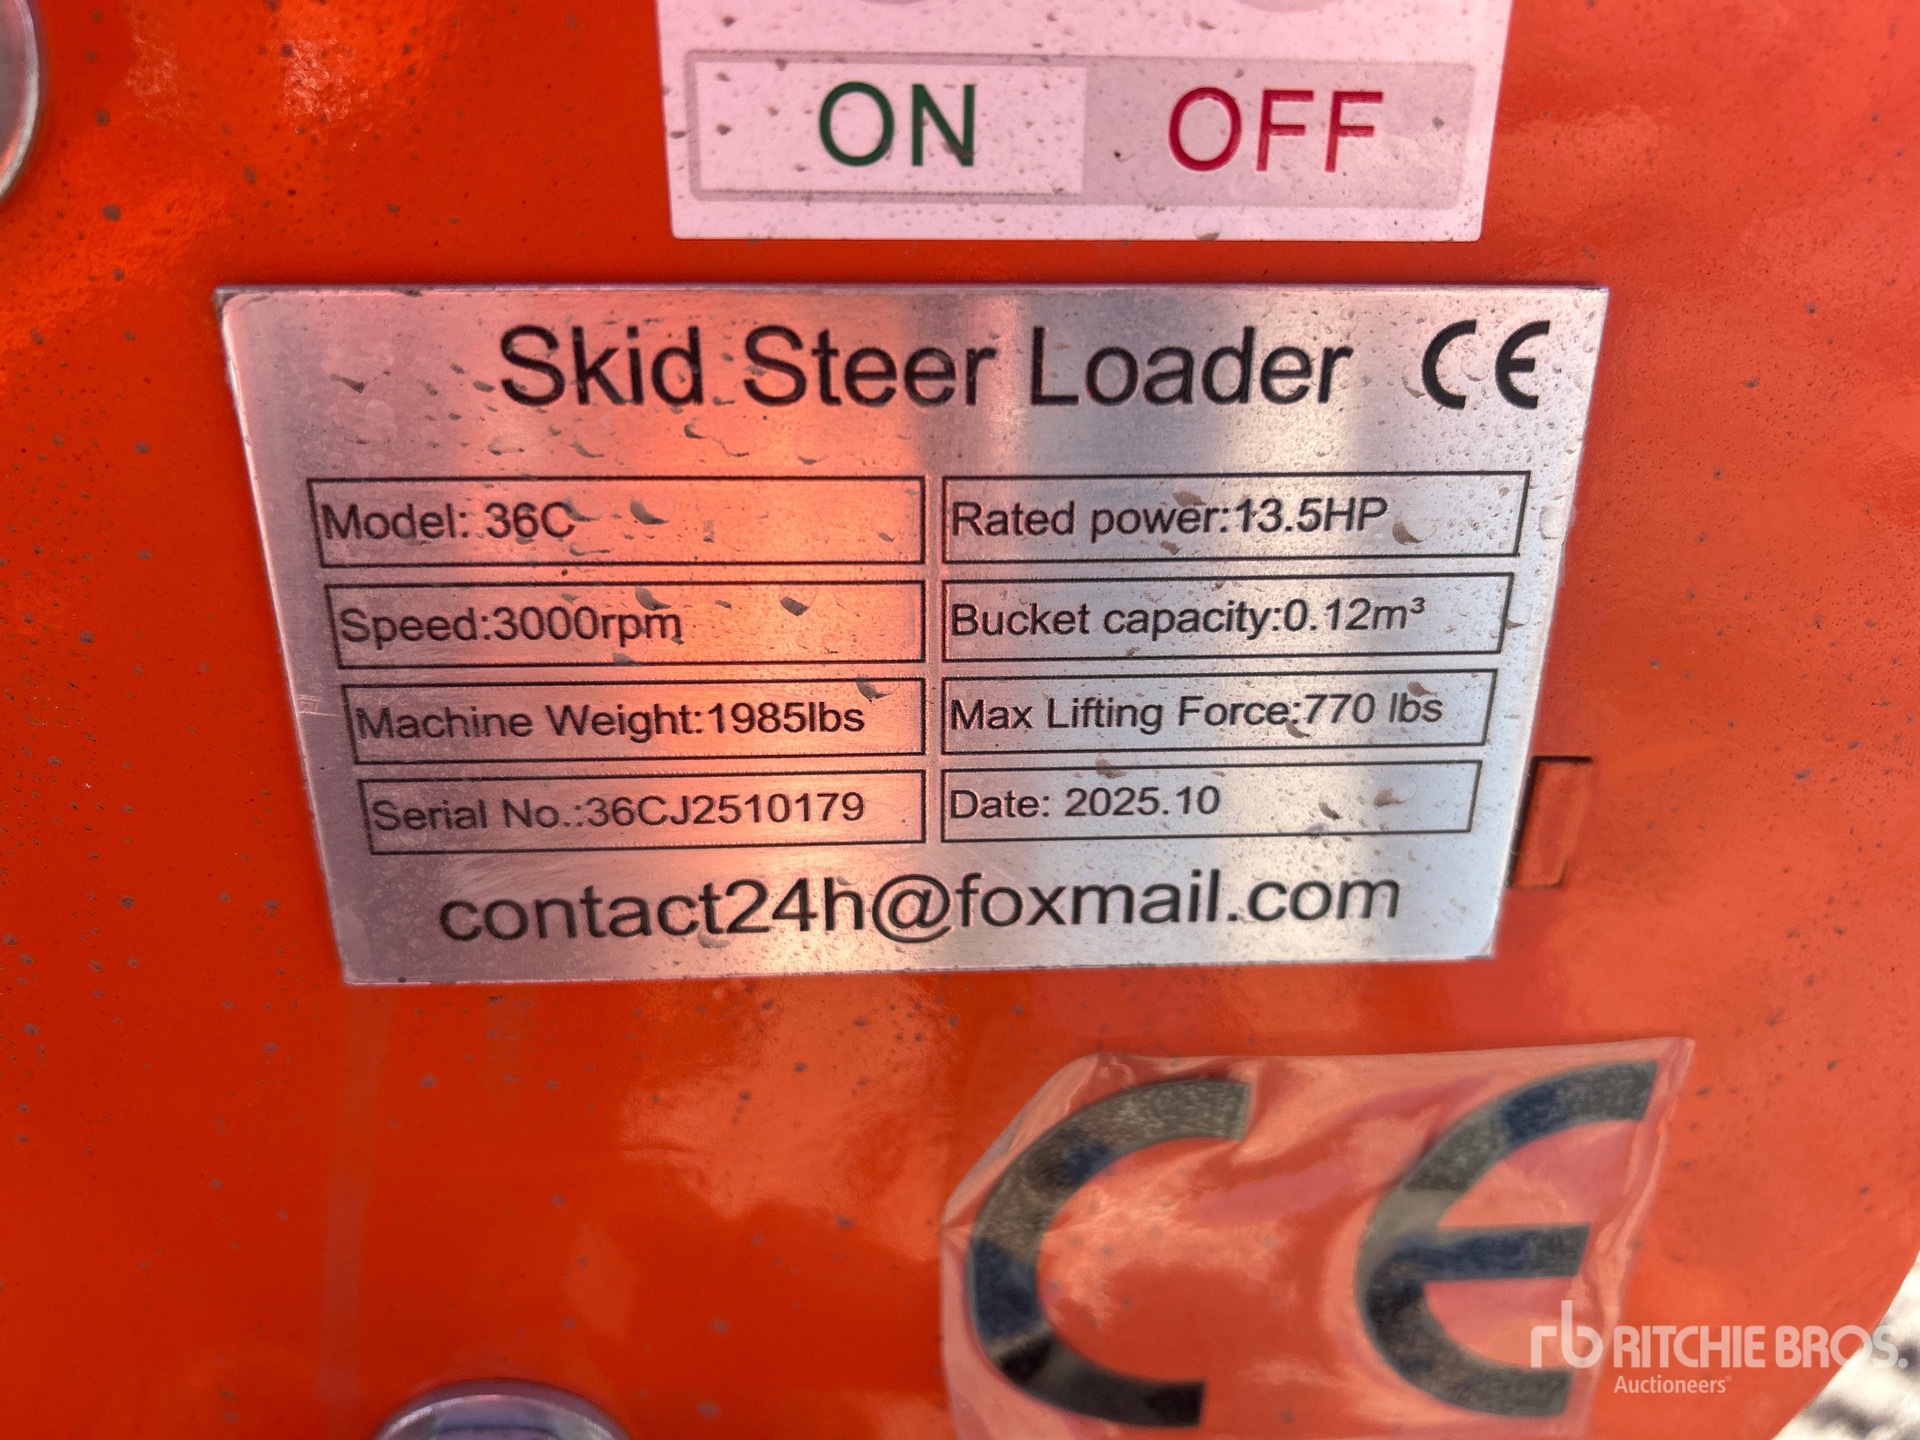 ON OFF
Skid Steer Loader CE
Model: 36C
Rated power:13.5HP
Speed:3000rpm
Bucket capacity:0.12m³
Machine Weight:1985lbs
Max Lifting Force:770 lbs
Serial No.:36CJ2510179
Date: 2025.10
contact24h@foxmail.com
CE
rb RITCHIE BROS.
Auctioneers